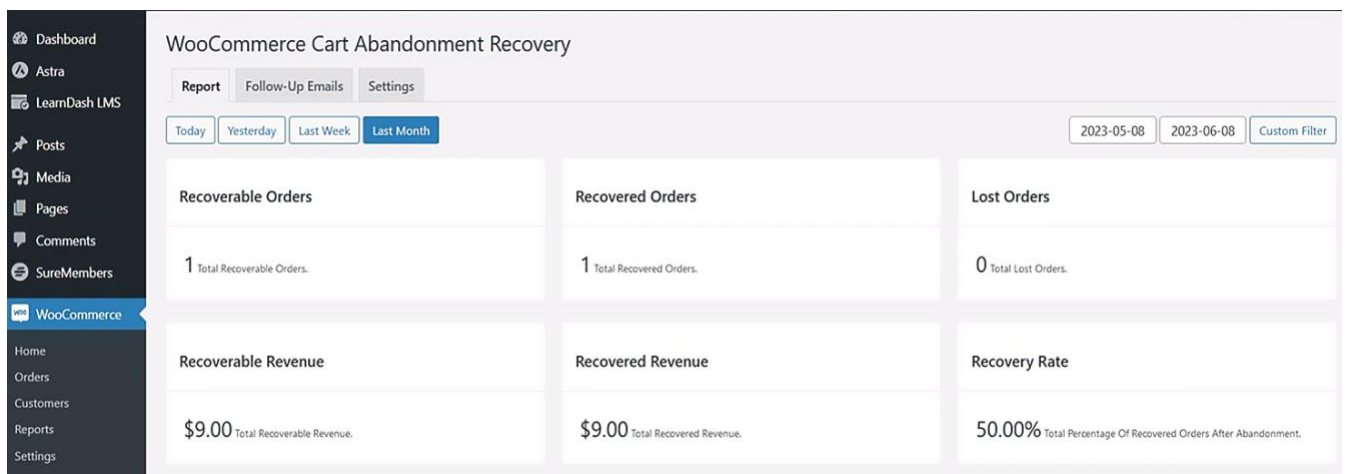 Dashboard
Astra
LearnDash LMS
Posts
Media
Pages
Comments
SureMembers
WooCommerce
Home
Orders
Customers
Reports
Settings
WooCommerce Cart Abandonment Recovery
Report Follow-Up Emails Settings
Today Yesterday Last Week Last Month 2023-05-08 2023-06-08 Custom Filter
Recoverable Orders Recovered Orders Lost Orders
1 Total Recoverable Orders. 1 Total Recovered Orders. 0 Total Lost Orders.
Recoverable Revenue Recovered Revenue Recovery Rate
$9.00 Total Recoverable Revenue. $9.00 Total Recovered Revenue. 50.00% Total Percentage Of Recovered Orders After Abandonment.